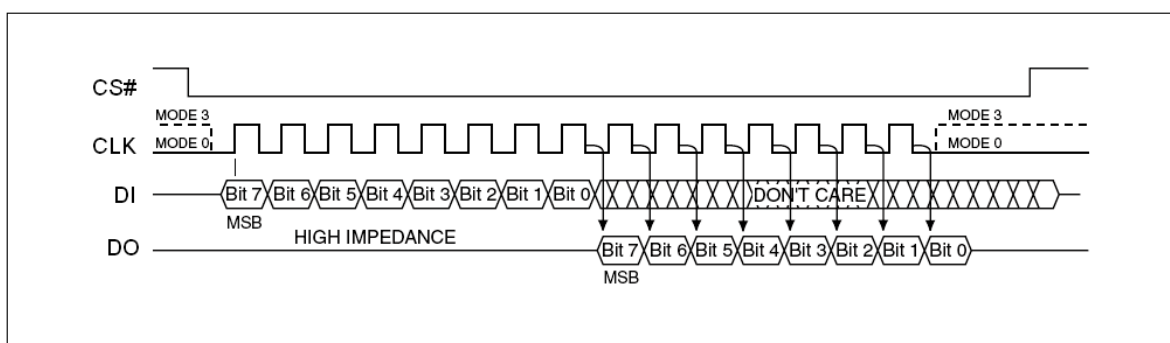 CS#
MODE 3 MODE 3
CLK MODE 0 MODE 0
DI Bit 7 Bit 6 Bit 5 Bit 4 Bit 3 Bit 2 Bit 1 Bit 0 DON'T CARE
MSB
HIGH IMPEDANCE
DO Bit 7 Bit 6 Bit 5 Bit 4 Bit 3 Bit 2 Bit 1 Bit 0
MSB